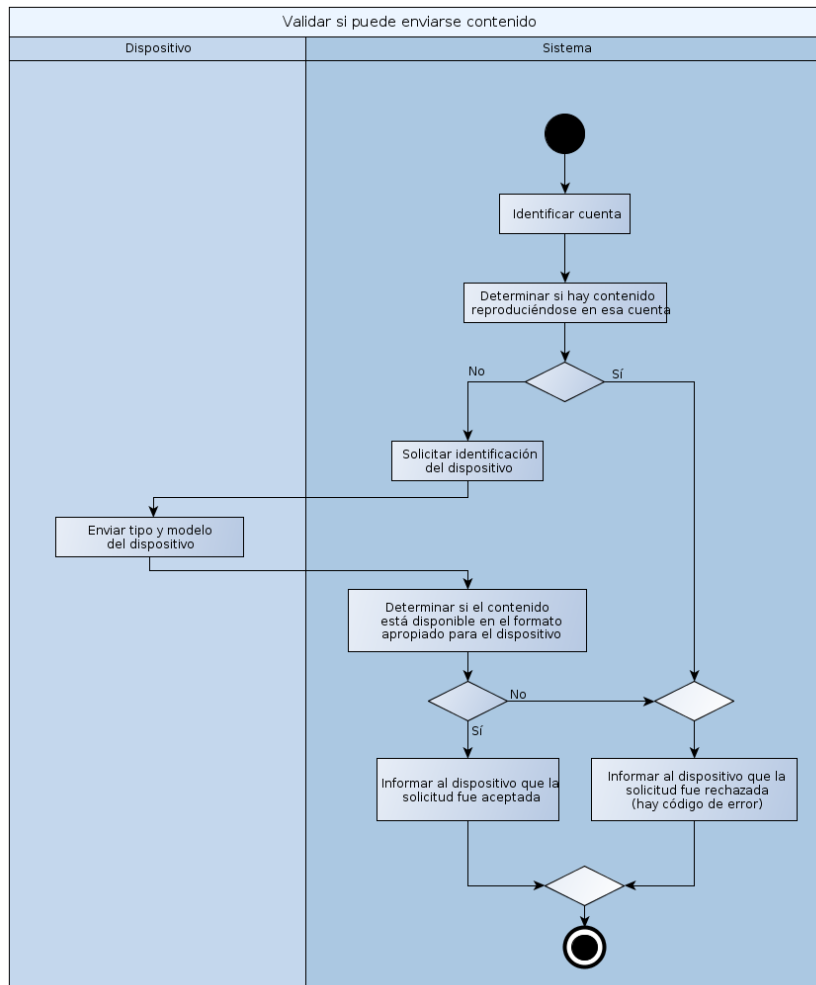 Validar si puede enviarse contenido
Dispositivo
Sistema
Identificar cuenta
Determinar si hay contenido
reproduciéndose en esa cuenta
No
Sí
Solicitar identificación
del dispositivo
Enviar tipo y modelo
del dispositivo
Determinar si el contenido
está disponible en el formato
apropiado para el dispositivo
No
Sí
Informar al dispositivo que la
solicitud fue aceptada
Informar al dispositivo que la
solicitud fue rechazada
(hay código de error)